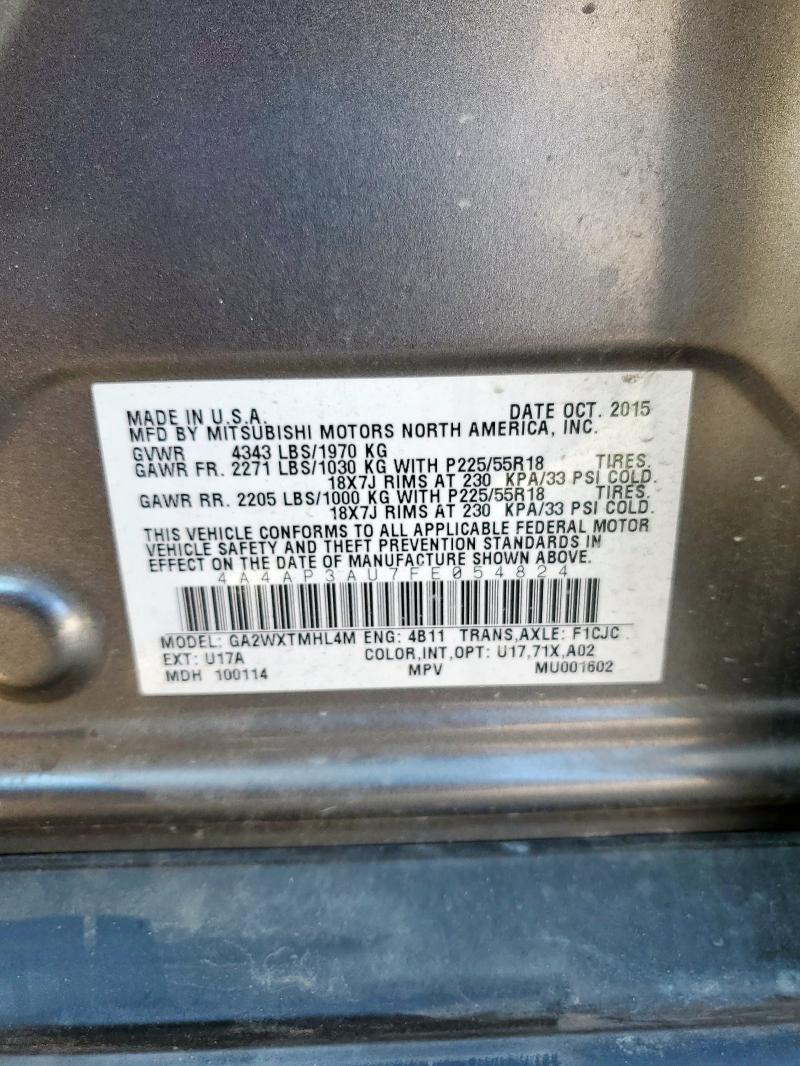 MADE IN U.S.A. DATE OCT. 2015
MFD BY MITSUBISHI MOTORS NORTH AMERICA, INC.
GVWR 4343 LBS/1970 KG
GAWR FR. 2271 LBS/1030 KG WITH P225/55R18 TIRES.
18X7J RIMS AT 230 KPA/33 PSI COLD.
GAWR RR. 2205 LBS/1000 KG WITH P225/55R18 TIRES.
18X7J RIMS AT 230 KPA/33 PSI COLD.
THIS VEHICLE CONFORMS TO ALL APPLICABLE FEDERAL MOTOR
VEHICLE SAFETY AND THEFT PREVENTION STANDARDS IN
EFFECT ON THE DATE OF MANUFACTURE SHOWN ABOVE.
4A4AP3AU7FE054824
MODEL: GA2WXTMHL4M ENG: 4B11 TRANS,AXLE: F1CJC
EXT: U17A COLOR,INT,OPT: U17,71X,A02
MDH 100114 MPV MU001602